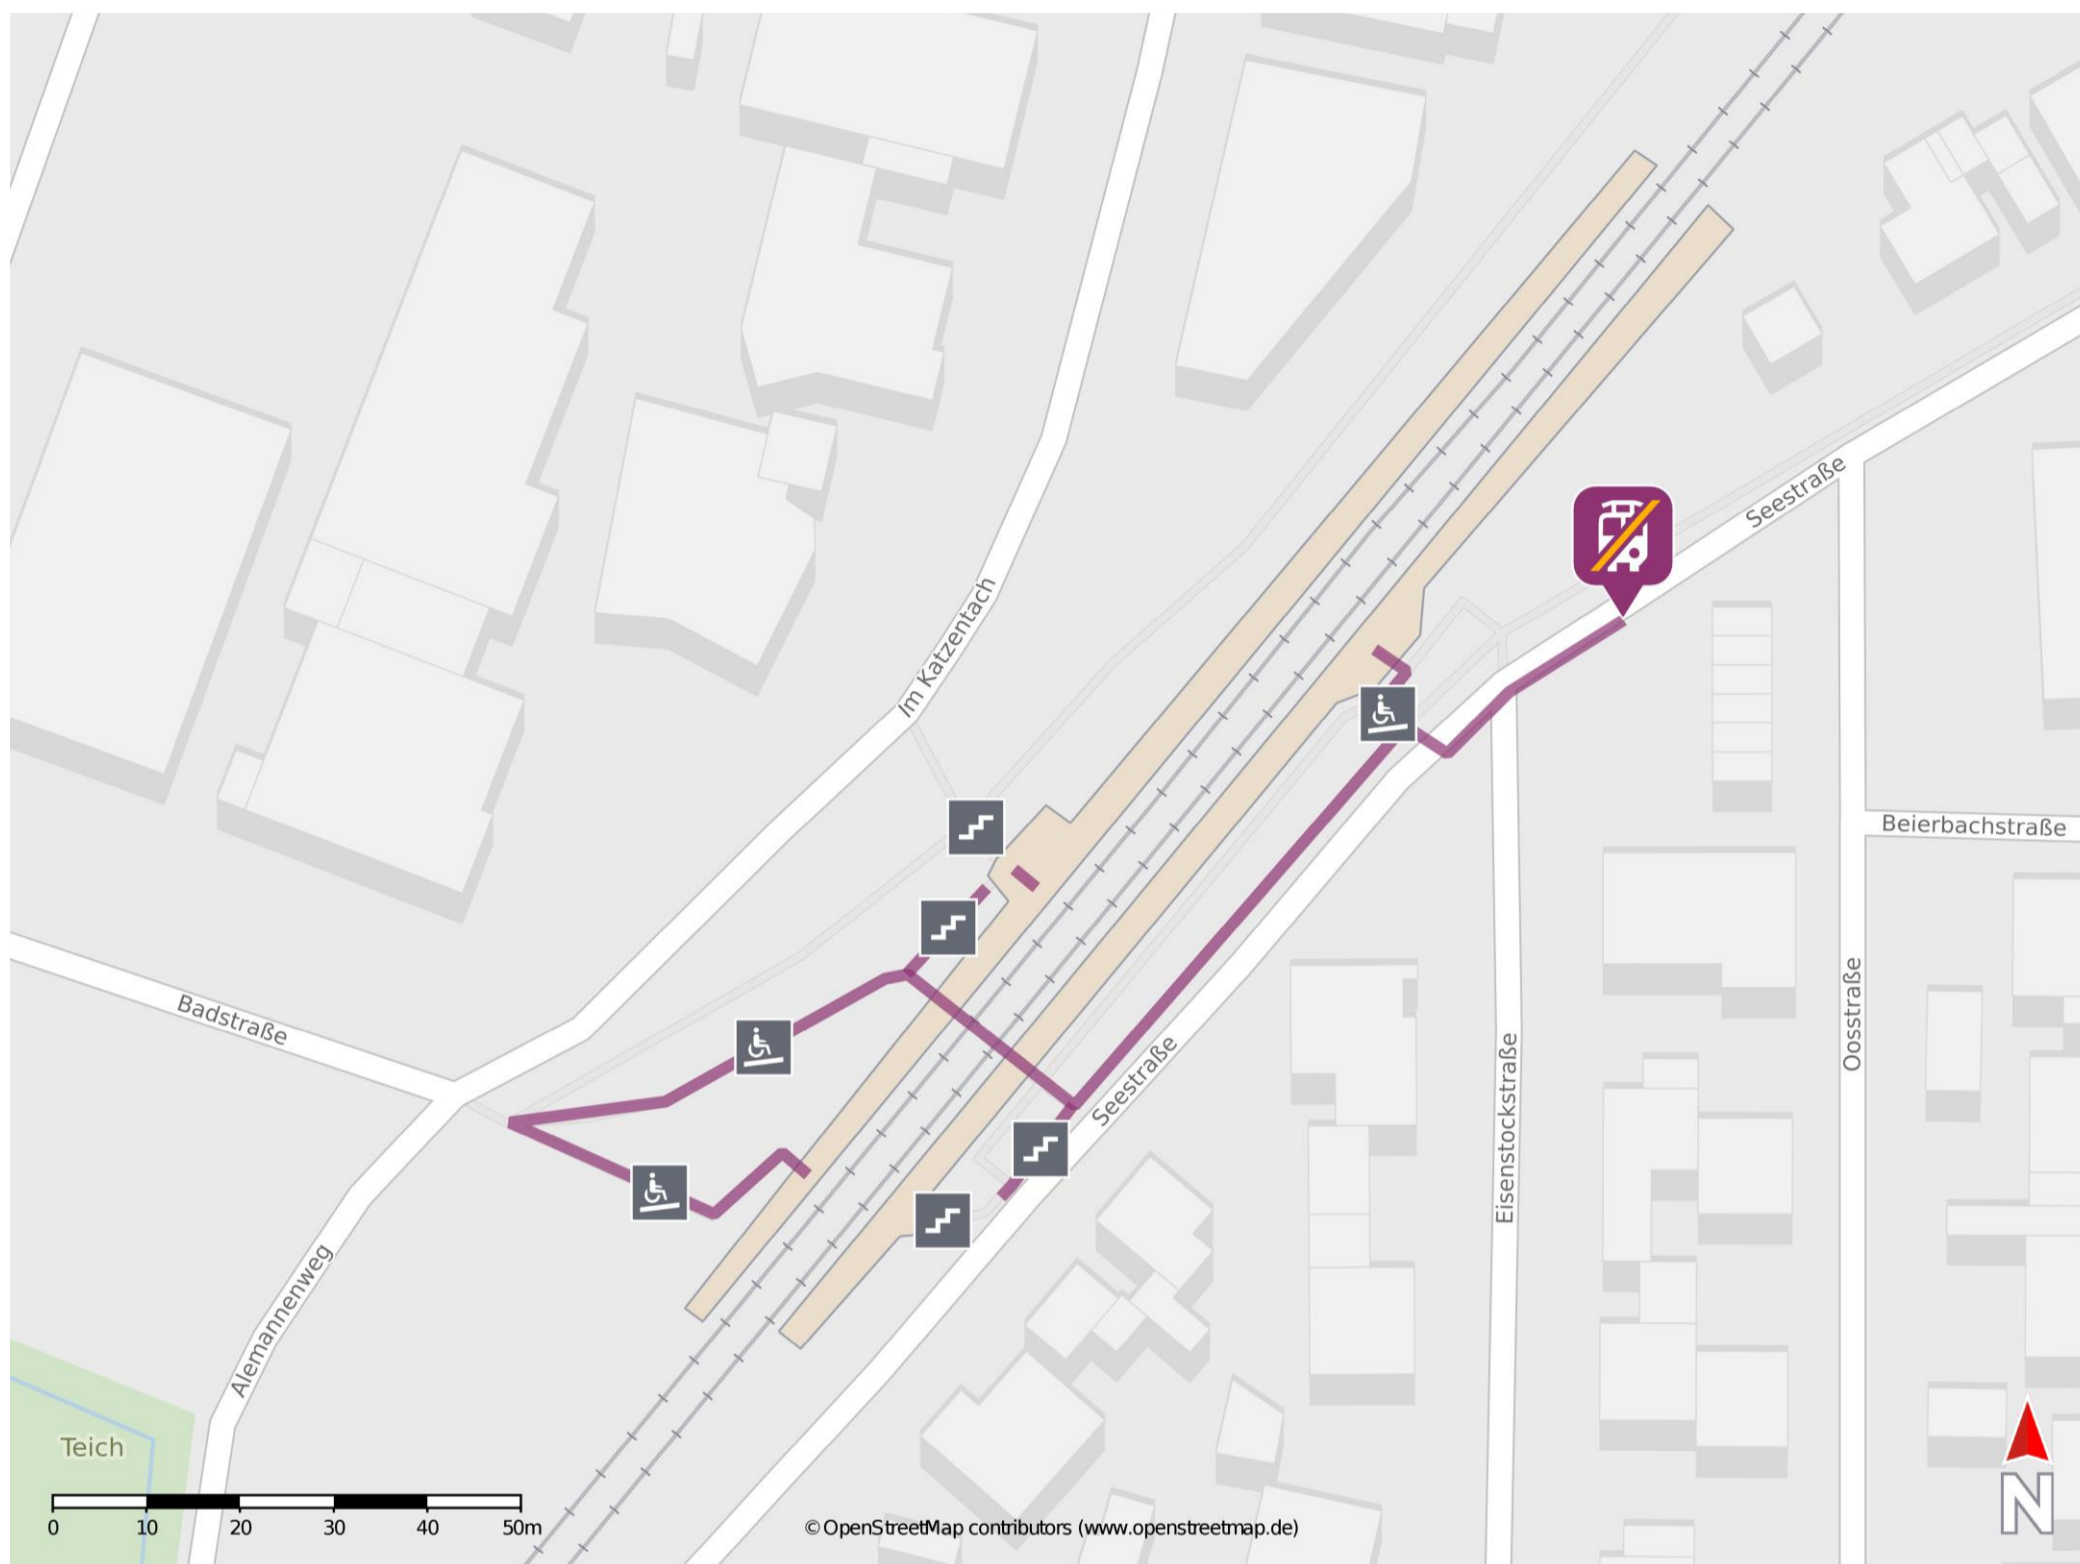 Seestraße
Im Katzentach
Beierbachstraße
Badstraße
Oosstraße
Seestraße
Eisenstockstraße
Alemannenweg
Teich
N
0 10 20 30 40 50m
© OpenStreetMap contributors (www.openstreetmap.de)